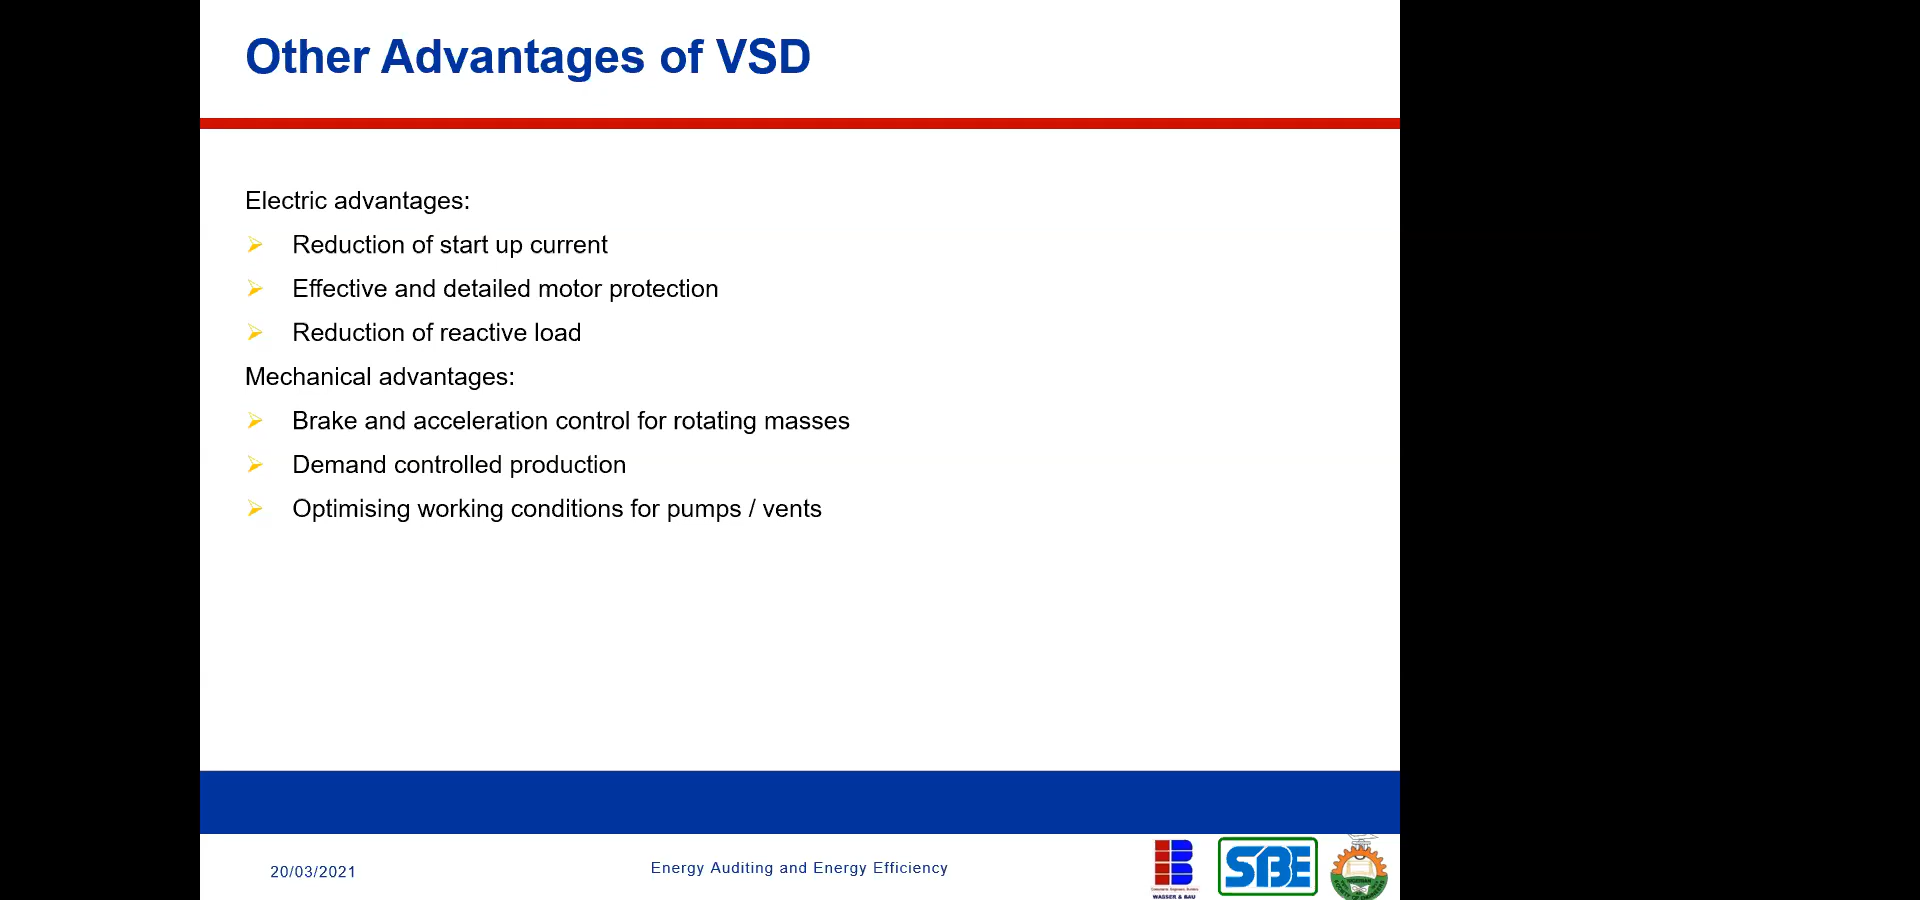 Other Advantages of VSD
Electric advantages:
Reduction of start up current
Effective and detailed motor protection
Reduction of reactive load
Mechanical advantages:
Brake and acceleration control for rotating masses
Demand controlled production
Optimising working conditions for pumps / vents
20/03/2021
Energy Auditing and Energy Efficiency
WASSER & BAU
SBE